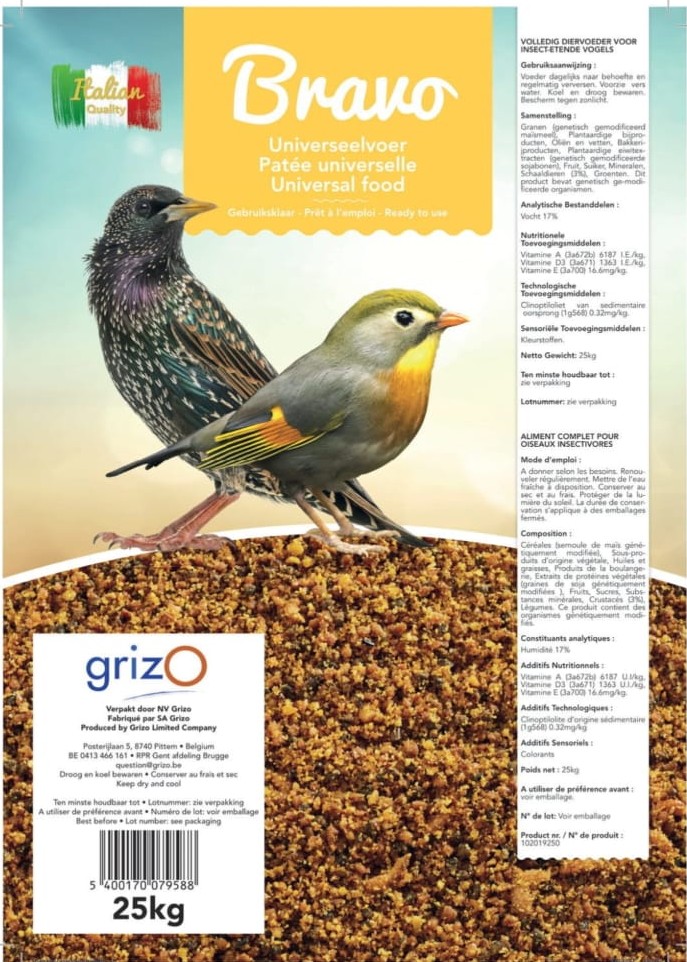 Italian
Quality
Bravo
Universeelvoer
Patée universelle
Universal food
Gebruiksklaar - Prêt à l'emploi - Ready to use
VOLLEDIG DIERVOEDER VOOR
INSECT-ETENDE VOGELS
Gebruiksaanwijzing :
Voeder dagelijks naar behoefte en
regelmatig verversen. Voorzie vers
water. Koel en droog bewaren.
Bescherm tegen zonlicht.
Samenstelling :
Granen (genetisch gemodificeerd
maïsmeel), Plantaardige bijpro-
ducten, Oliën en vetten, Bakkeri-
jproducten, Plantaardige eiwitex-
tracten (genetisch gemodificeerde
sojabonen), Fruit, Suiker, Mineralen,
Schaaldieren (3%), Groenten. Dit
product bevat genetisch ge-modi-
ficeerde organismen.
Analytische Bestanddelen :
Vocht 17%
Nutritionele
Toevoegingsmiddelen :
Vitamine A (3a672b) 6187 I.E./kg,
Vitamine D3 (3a671) 1363 I.E./kg,
Vitamine E (3a700) 16.6mg/kg.
Technologische
Toevoegingsmiddelen :
Clinoptiloliet van sedimentaire
oorsprong (1g568) 0.32mg/kg.
Sensoriële Toevoegingsmiddelen :
Kleurstoffen.
Netto Gewicht: 25kg
Ten minste houdbaar tot :
zie verpakking
Lotnummer: zie verpakking
ALIMENT COMPLET POUR
OISEAUX INSECTIVORES
Mode d'emploi :
A donner selon les besoins. Renou-
veler régulièrement. Mettre de l'eau
fraîche à disposition. Conserver au
sec et au frais. Protéger de la lu-
mière du soleil. La durée de conser-
vation s'applique à des emballages
fermés.
Composition :
Céréales (semoule de maïs géné-
tiquement modifiée), Sous-pro-
duits d'origine végétale, Huiles et
graisses, Produits de la boulange-
rie, Extraits de protéines végétales
(graines de soja génétiquement
modifiées ), Fruits, Sucres, Subs-
tances minérales, Crustacés (3%),
Légumes. Ce produit contient des
organismes génétiquement modi-
fiés.
Constituants analytiques :
Humidité 17%
Additifs Nutritionnels :
Vitamine A (3a672b) 6187 U.I/kg,
Vitamine D3 (3a671) 1363 U.I./kg,
Vitamine E (3a700) 16.6mg/kg.
Additifs Technologiques :
Clinoptilolite d'origine sédimentaire
(1g568) 0.32mg/kg
Additifs Sensoriels :
Colorants
Poids net : 25kg
A utiliser de préférence avant :
voir emballage.
N° de lot: Voir emballage
Product nr. / N° de produit :
102019250
grizO
Verpakt door NV Grizo
Fabriqué par SA Grizo
Produced by Grizo Limited Company
Posterijlaan 5, 8740 Pittem • Belgium
BE 0413 466 161 • RPR Gent afdeling Brugge
question@grizo.be
Droog en koel bewaren • Conserver au frais et sec
Keep dry and cool
Ten minste houdbaar tot • Lotnummer: zie verpakking
A utiliser de préférence avant • Numéro de lot: voir emballage
Best before • Lot number: see packaging
5 400170 079588
25kg